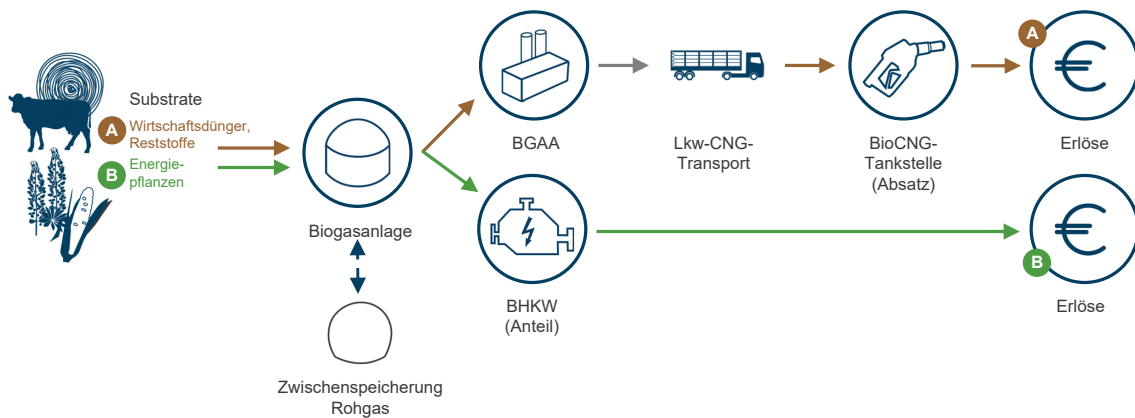 Substrate
A Wirtschaftsdünger,
Reststoffe
B Energie-
pflanzen
Biogasanlage
Zwischenspeicherung
Rohgas
BGAA
BHKW
(Anteil)
Lkw-CNG-
Transport
BioCNG-
Tankstelle
(Absatz)
A
€
Erlöse
€
B
Erlöse